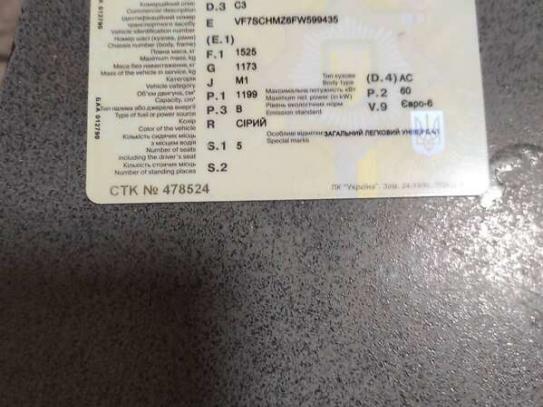 Комерційний опис
Commercial description D.3 C3
Ідентифікаційний номер
транспортного засобу E VF7SCHMZ6FW599435
Vehicle identification number
Номер шасі (кузова, рами) (E.1)
Chassis number (body, frame)
Повна маса, кг F.1 1525
Maximum mass, kg
Маса без навантаження, кг G 1173
Mass of the vehicle in service, kg
Категорія J M1
Vehicle category
Тип кузова (D.4) АС
Body type
Об'єм двигуна, см³ P.1 1199
Capacity, cm³
Максимальна потужність кВт P.2 60
Maximum net power (in kW)
Тип палива або джерела енергії P.3 B
Type of fuel or power source
Рівень екологічних норм V.9 Євро-6
Emission standard
Колір R СІРИЙ
Color of the vehicle
Особливі відмітки ЗАГАЛЬНИЙ ЛЕГКОВИЙ
Special marks
Кількість сидячих місць
з місцем водія S.1 5
Number of seats
including the driver's seat
Кількість стоячих місць S.2
Number of standing places
СТК № 478524
ПК "Україна". Зам.